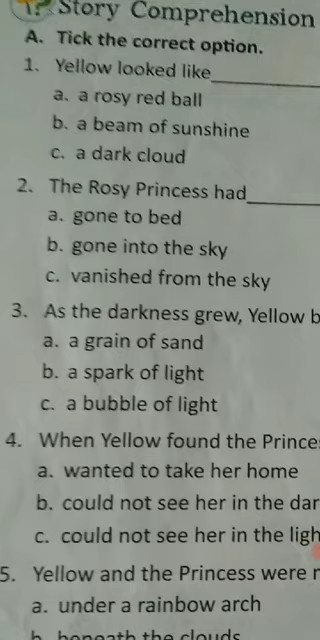 Story Comprehension
A. Tick the correct option.
1. Yellow looked like
a. a rosy red ball
b. a beam of sunshine
c. a dark cloud
2. The Rosy Princess had
a. gone to bed
b. gone into the sky
c. vanished from the sky
3. As the darkness grew, Yellow
a. a grain of sand
b. a spark of light
c. a bubble of light
4. When Yellow found the
a. wanted to take her home
b. could not see her in the
c. could not see her in the
5. Yellow and the Princess were
a. under a rainbow arch
b. beneath the clouds